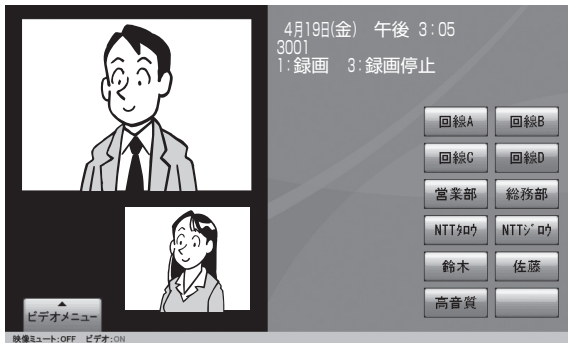 4月19日(金) 午後 3:05
3001
1:録画 3:録画停止
回線A 回線B
回線C 回線D
営業部 総務部
NTTﾀﾛｳ NTTｼﾞﾛｳ
鈴木 佐藤
高音質
ビデオメニュー
映像ミュート:OFF ビデオ:ON